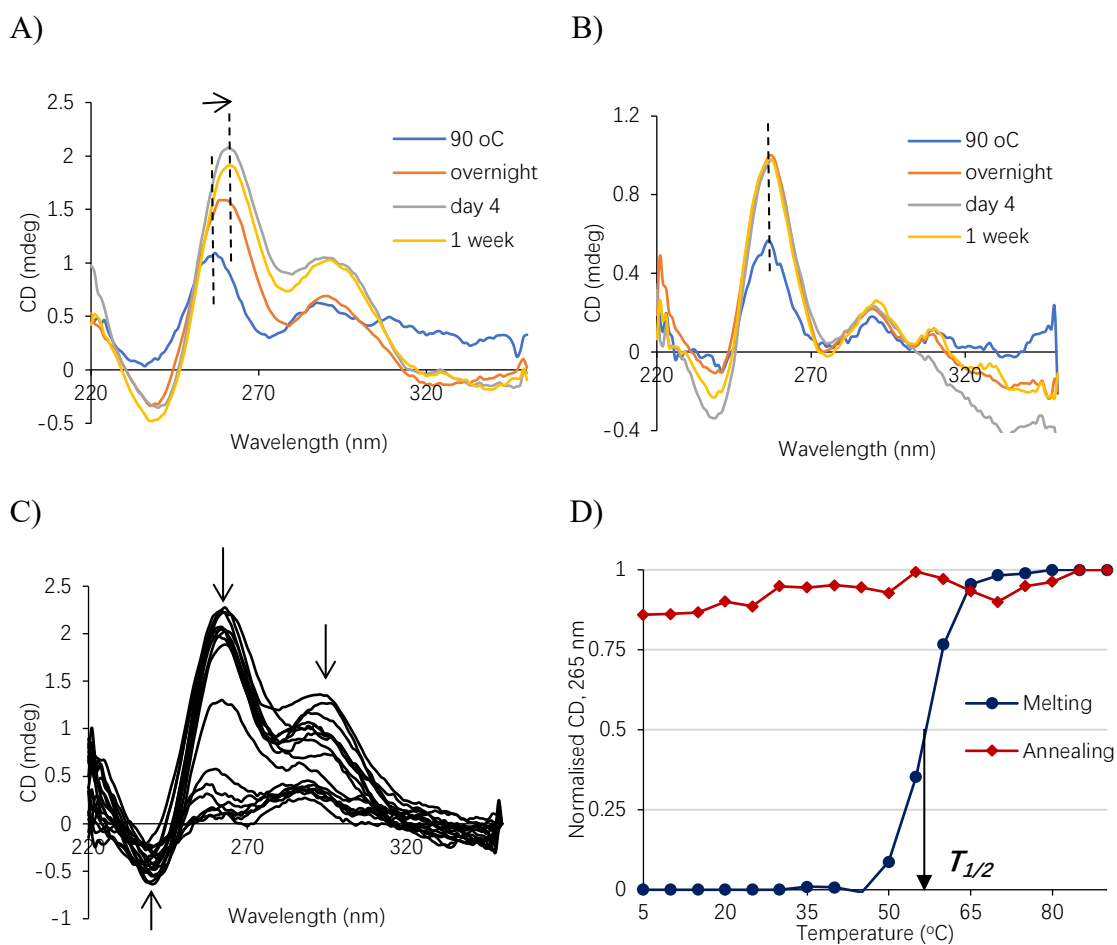 A)
2.5
2
1.5
1
0.5
0
-0.5
220
270
320
CD (mdeg)
Wavelength (nm)
90 oC
overnight
day 4
1 week
B)
1.2
0.8
0.4
0
-0.4
220
270
320
CD (mdeg)
Wavelength (nm)
90 oC
overnight
day 4
1 week
C)
2.5
2
1.5
1
0.5
0
-0.5
-1
220
270
320
CD (mdeg)
Wavelength (nm)
D)
1
0.75
0.5
0.25
0
5
20
35
50
65
80
Normalised CD, 265 nm
Temperature (°C)
Melting
Annealing
T1/2